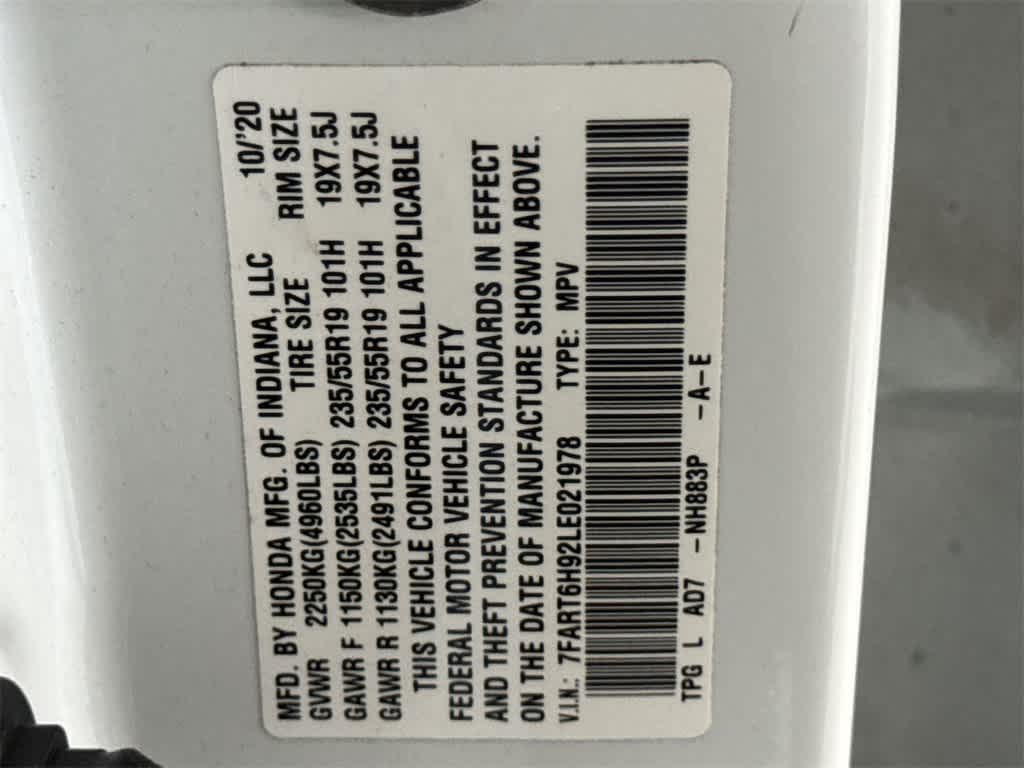 MFD. BY HONDA MFG. OF INDIANA, LLC 10/'20
GVWR 2250KG(4960LBS) TIRE SIZE RIM SIZE
GAWR F 1150KG(2535LBS) 235/55R19 101H 19X7.5J
GAWR R 1130KG(2491LBS) 235/55R19 101H 19X7.5J
THIS VEHICLE CONFORMS TO ALL APPLICABLE
FEDERAL MOTOR VEHICLE SAFETY
AND THEFT PREVENTION STANDARDS IN EFFECT
ON THE DATE OF MANUFACTURE SHOWN ABOVE.
V.I.N.: 7FART6H92LE021978 TYPE: MPV
TPG L AD7 -NH883P -A-E